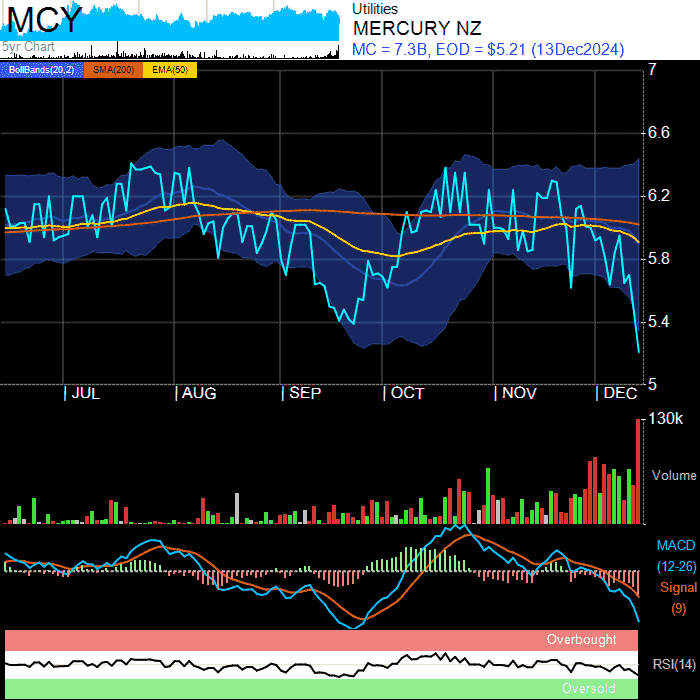 MCY
5yr Chart
Utilities
MERCURY NZ
MC = 7.3B, EOD = $5.21 (13Dec2024)
BollBands(20,2) SMA(200) EMA(50)
7
6.6
6.2
5.8
5.4
5
JUL AUG SEP OCT NOV DEC
130k
Volume
MACD
(12-26)
Signal
(9)
Overbought
RSI(14)
Oversold